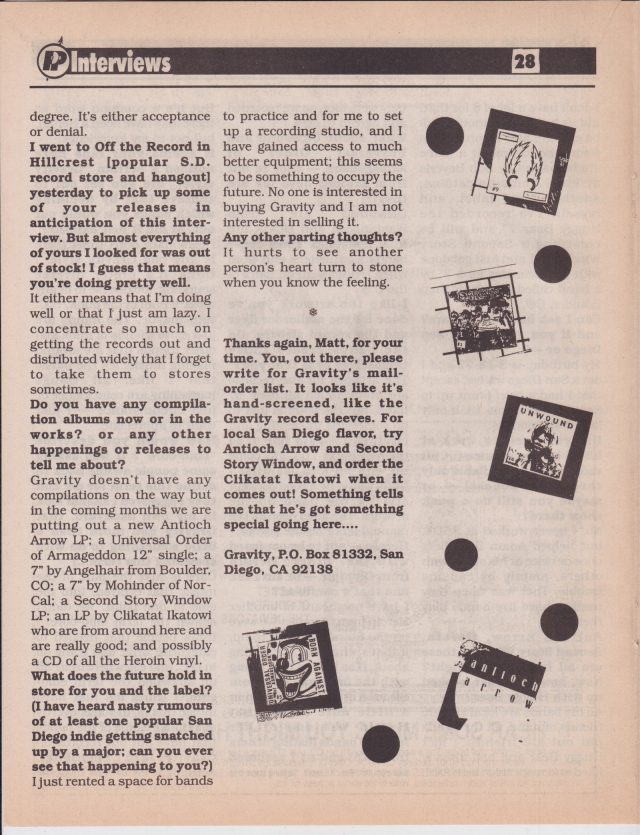 P Interviews
28
degree. It's either acceptance
or denial.
I went to Off the Record in
Hillcrest [popular S.D.
record store and hangout]
yesterday to pick up some
of your releases in
anticipation of this inter-
view. But almost everything
of yours I looked for was out
of stock! I guess that means
you're doing pretty well.
It either means that I'm doing
well or that I just am lazy. I
concentrate so much on
getting the records out and
distributed widely that I forget
to take them to stores
sometimes.
Do you have any compila-
tion albums now or in the
works? or any other
happenings or releases to
tell me about?
Gravity doesn't have any
compilations on the way but
in the coming months we are
putting out a new Antioch
Arrow LP; a Universal Order
of Armageddon 12" single; a
7" by Angelhair from Boulder,
CO; a 7" by Mohinder of Nor-
Cal; a Second Story Window
LP; an LP by Clikatat Ikatowi
who are from around here and
are really good; and possibly
a CD of all the Heroin vinyl.
What does the future hold in
store for you and the label?
(I have heard nasty rumours
of at least one popular San
Diego indie getting snatched
up by a major; can you ever
see that happening to you?)
I just rented a space for bands
to practice and for me to set
up a recording studio, and I
have gained access to much
better equipment; this seems
to be something to occupy the
future. No one is interested in
buying Gravity and I am not
interested in selling it.
Any other parting thoughts?
It hurts to see another
person's heart turn to stone
when you know the feeling.
Thanks again, Matt, for your
time. You, out there, please
write for Gravity's mail-
order list. It looks like it's
hand-screened, like the
Gravity record sleeves. For
local San Diego flavor, try
Antioch Arrow and Second
Story Window, and order the
Clikatat Ikatowi when it
comes out! Something tells
me that he's got something
special going here....
Gravity, P.O. Box 81332, San
Diego, CA 92138
#9
UNWOUND
UNIVERSAL ORDER
BORN AGAINST
antioch
arrow